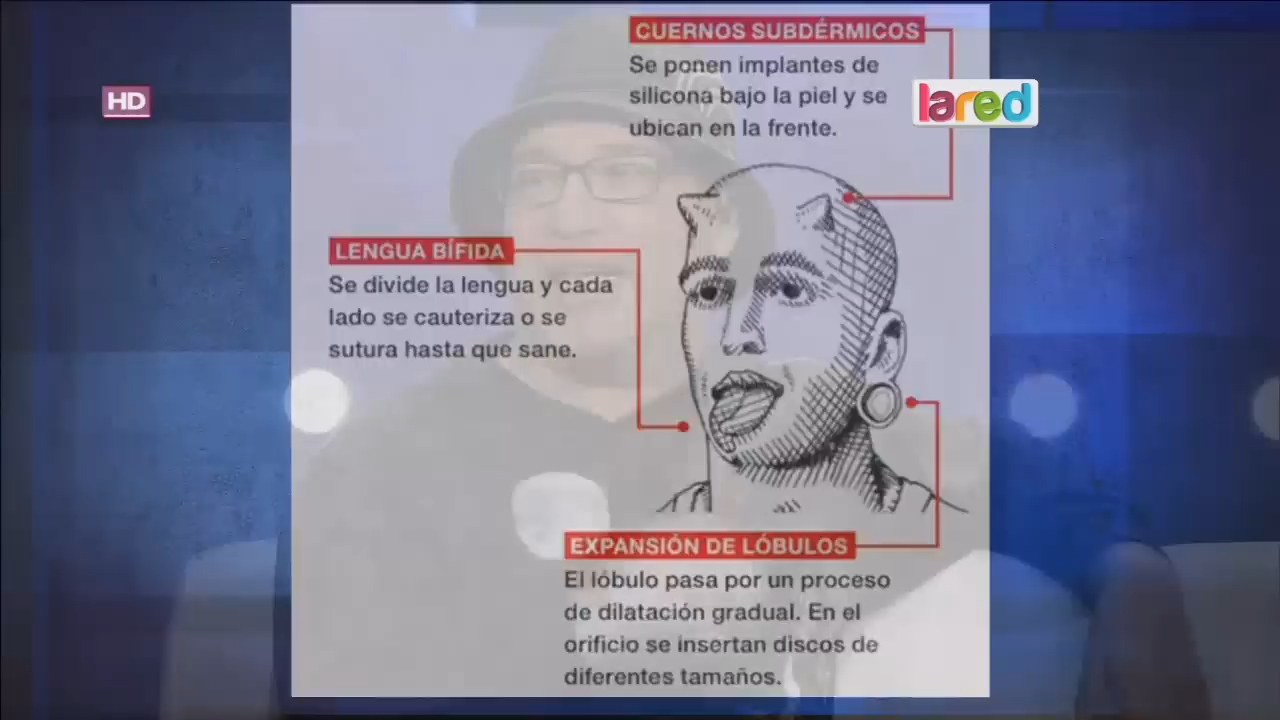 CUERNOS SUBDÉRMICOS
Se ponen implantes de
silicona bajo la piel y se
ubican en la frente.
HD
lared
LENGUA BÍFIDA
Se divide la lengua y cada
lado se cauteriza o se
sutura hasta que sane.
EXPANSIÓN DE LÓBULOS
El lóbulo pasa por un proceso
de dilatación gradual. En el
orificio se insertan discos de
diferentes tamaños.